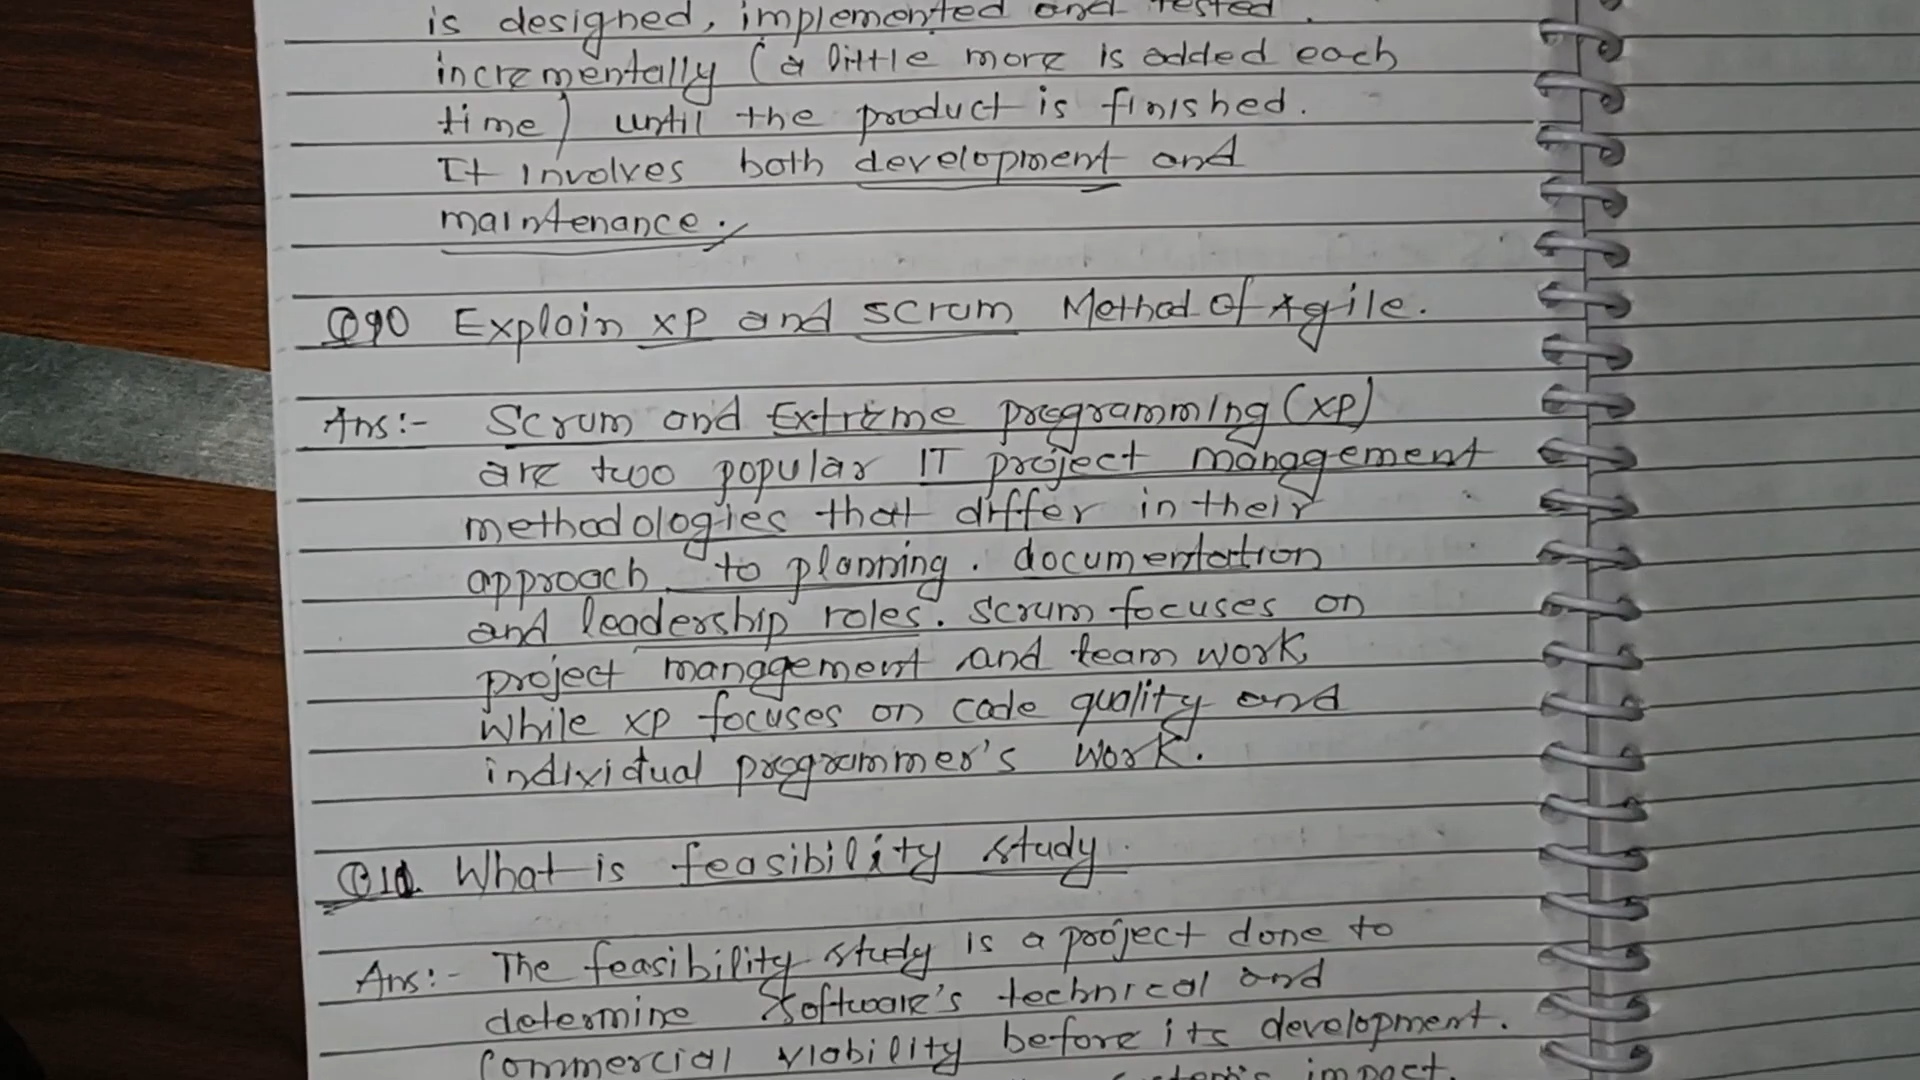 is designed, implemented and tested.
incrementally (a little more is added each
time) until the product is finished.
It involves both development and
maintenance.
Q90 Explain XP and SCrum Method of Agile.
Ans:- Scrum and Extreme programming (XP)
are two popular IT project management
methodologies that differ in their
approach to planning. documentation
and leadership roles. Scrum focuses on
project management and team work,
While XP focuses on code quality and
individual programmer's work.
Q10. What is feasibility study.
Ans:- The feasibility study is a project done to
determine Software's technical and
Commercial viability before its development.
impact.